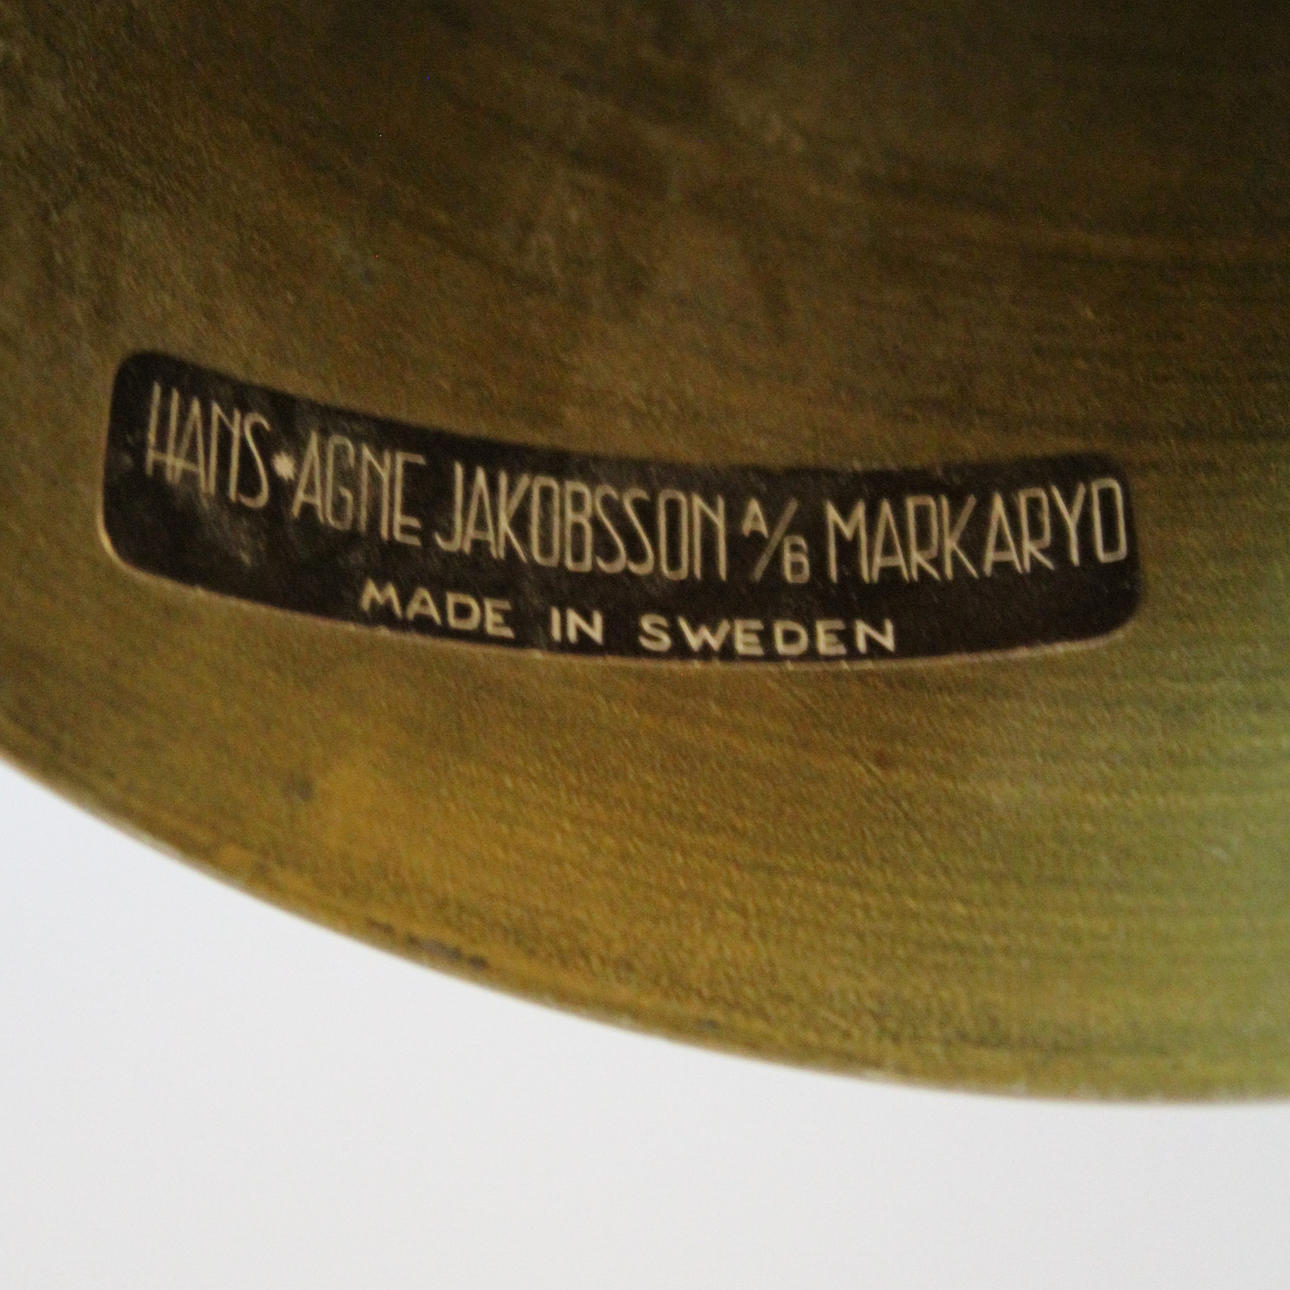 HANS-AGNE JAKOBSSON A/B MARKARYD
MADE IN SWEDEN